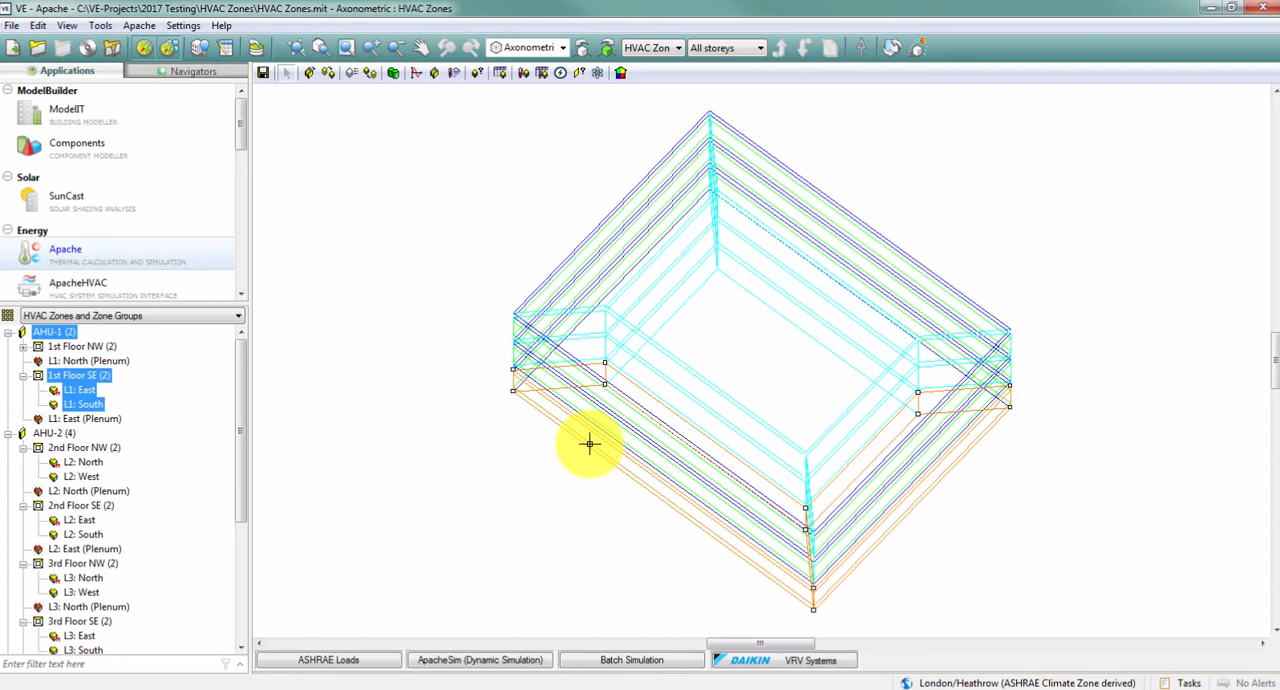 VE - Apache - C:\VE-Projects\2017 Testing\HVAC Zones\HVAC Zones.mit - Axonometric : HVAC Zones
File Edit View Tools Apache Settings Help
Axonometri HVAC Zon All storeys
Applications Navigators
ModelBuilder
ModelIT
BUILDING MODELLER
Components
COMPONENT MODELLER
Solar
SunCast
SOLAR SHADING ANALYSIS
Energy
Apache
THERMAL CALCULATION AND SIMULATION
ApacheHVAC
HVAC SYSTEM SIMULATION INTERFACE
HVAC Zones and Zone Groups
AHU-1 (2)
1st Floor NW (2)
L1: North (Plenum)
1st Floor SE (2)
L1: East
L1: South
L1: East (Plenum)
AHU-2 (4)
2nd Floor NW (2)
L2: North
L2: West
L2: North (Plenum)
2nd Floor SE (2)
L2: East
L2: South
L2: East (Plenum)
3rd Floor NW (2)
L3: North
L3: West
L3: North (Plenum)
3rd Floor SE (2)
L3: East
L3: South
Enter filter text here
ASHRAE Loads ApacheSim (Dynamic Simulation) Batch Simulation DAIKIN VRV Systems
London/Heathrow (ASHRAE Climate Zone derived) Tasks No Alerts